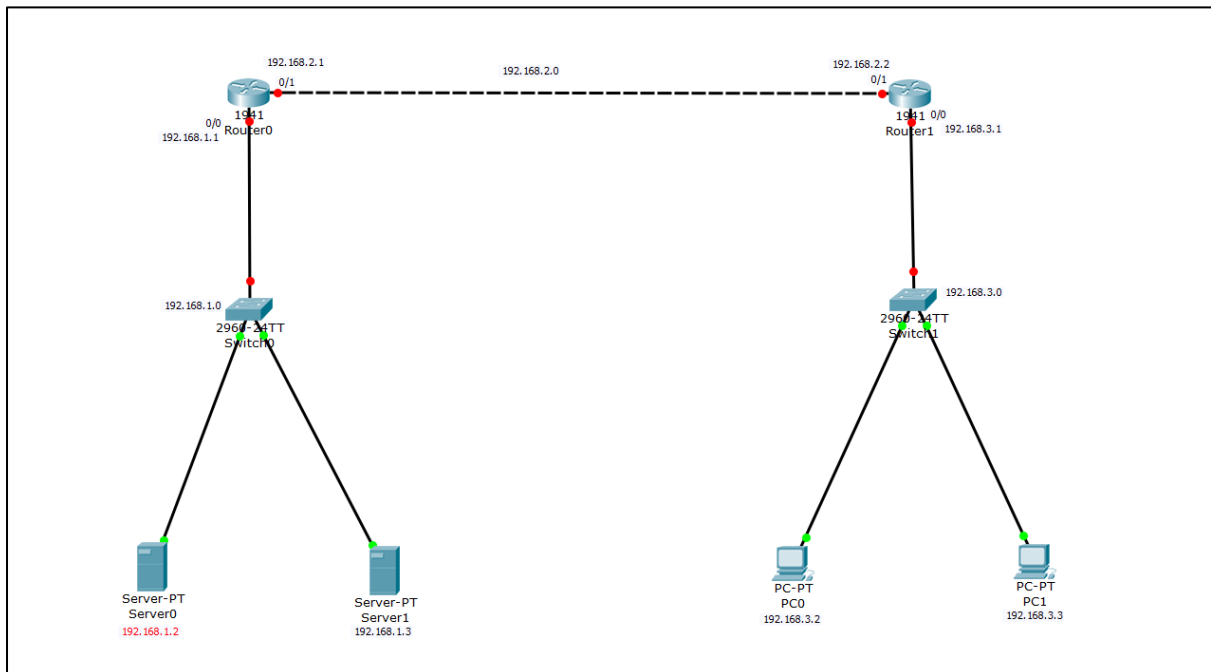 192.168.2.1
192.168.2.0
192.168.2.2
0/1
0/1
1941
Router0
0/0
192.168.1.1
1941
Router1
0/0
192.168.3.1
192.168.1.0
2960-24TT
Switch0
192.168.3.0
2960-24TT
Switch1
Server-PT
Server0
192.168.1.2
Server-PT
Server1
192.168.1.3
PC-PT
PC0
192.168.3.2
PC-PT
PC1
192.168.3.3